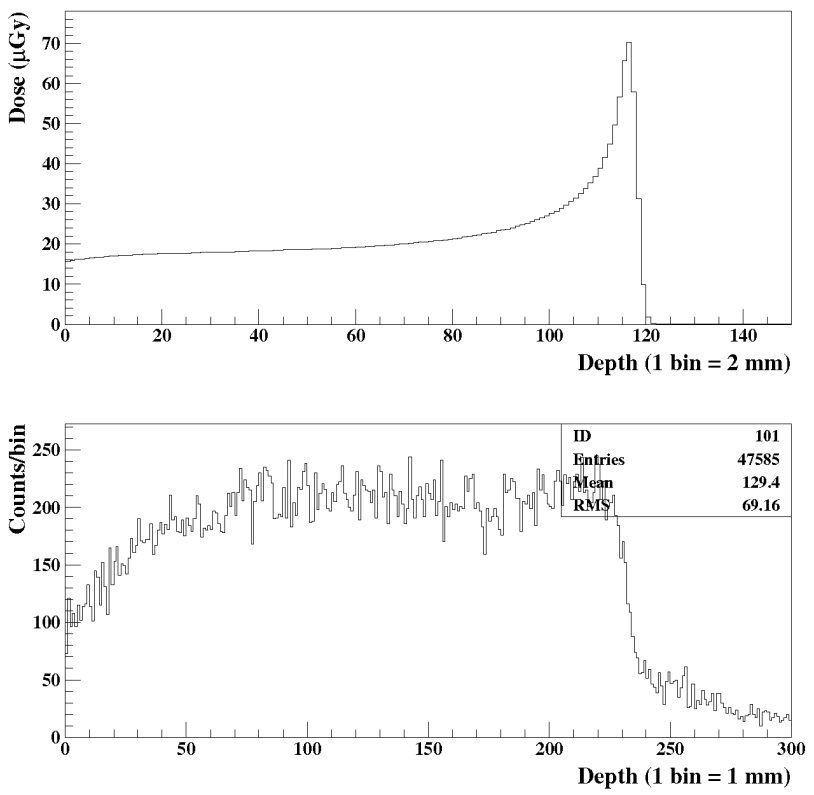 Dose (μGy)
70
60
50
40
30
20
10
0
0 20 40 60 80 100 120 140
Depth (1 bin = 2 mm)
Counts/bin
250
200
150
100
50
0
ID 101
Entries 47585
Mean 129.4
RMS 69.16
0 50 100 150 200 250 300
Depth (1 bin = 1 mm)